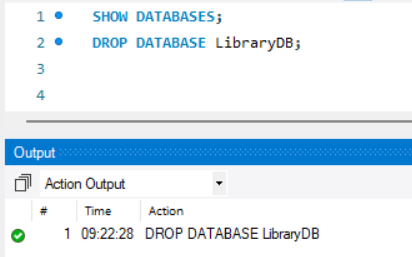 1 SHOW DATABASES;
2 DROP DATABASE LibraryDB;
3
4
Output
Action Output
# Time Action
1 09:22:28 DROP DATABASE LibraryDB